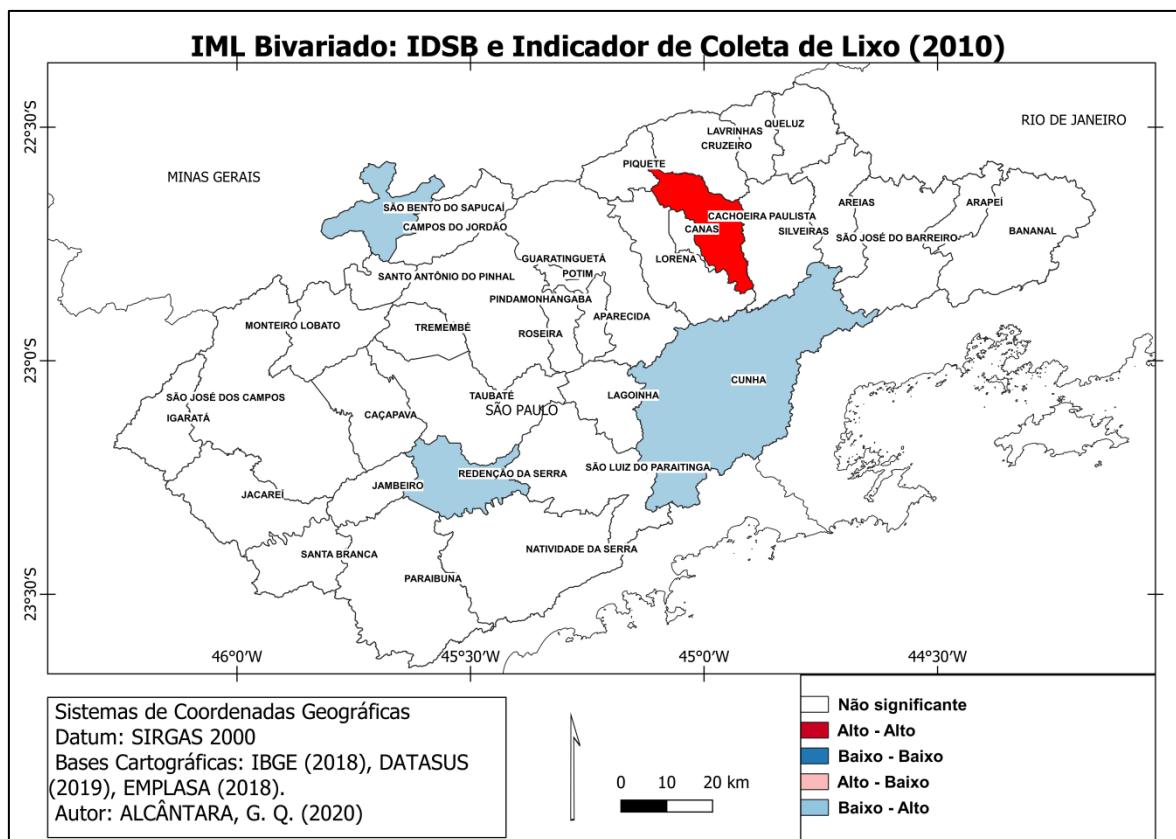 IML Bivariado: IDSB e Indicador de Coleta de Lixo (2010)
22°30'S
23°00'S
23°30'S
RIO DE JANEIRO
MINAS GERAIS
QUELUZ
LAVRINHAS
CRUZEIRO
PIQUETE
SÃO BENTO DO SAPUCAÍ
CAMPOS DO JORDÃO
CACHOEIRA PAULISTA
CANAS
SILVEIRAS
AREIAS
ARAPEÍ
SÃO JOSÉ DO BARREIRO
BANANAL
GUARATINGUETÁ
LORENA
SANTO ANTÔNIO DO PINHAL
POTIM
PINDAMONHANGABA
APARECIDA
MONTEIRO LOBATO
TREMEMBÉ
ROSEIRA
CUNHA
SÃO JOSÉ DOS CAMPOS
IGARATÁ
CAÇAPAVA
TAUBATÉ
SÃO PAULO
LAGOINHA
REDENÇÃO DA SERRA
SÃO LUIZ DO PARAITINGA
JACAREÍ
JAMBEIRO
SANTA BRANCA
NATIVIDADE DA SERRA
PARAIBUNA
46°0'W
45°30'W
45°0'W
44°30'W
Sistemas de Coordenadas Geográficas
Datum: SIRGAS 2000
Bases Cartográficas: IBGE (2018), DATASUS
(2019), EMPLASA (2018).
Autor: ALCÂNTARA, G. Q. (2020)
0 10 20 km
Não significante
Alto - Alto
Baixo - Baixo
Alto - Baixo
Baixo - Alto